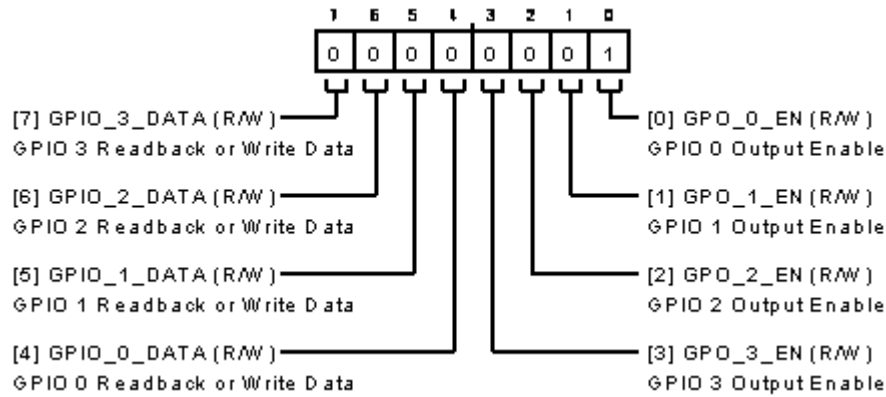 7 6 5 4 3 2 1 0
0 0 0 0 0 0 0 1
[7] GPIO_3_DATA (R/W)
GPIO 3 Readback or Write Data
[6] GPIO_2_DATA (R/W)
GPIO 2 Readback or Write Data
[5] GPIO_1_DATA (R/W)
GPIO 1 Readback or Write Data
[4] GPIO_0_DATA (R/W)
GPIO 0 Readback or Write Data
[0] GPO_0_EN (R/W)
GPIO 0 Output Enable
[1] GPO_1_EN (R/W)
GPIO 1 Output Enable
[2] GPO_2_EN (R/W)
GPIO 2 Output Enable
[3] GPO_3_EN (R/W)
GPIO 3 Output Enable